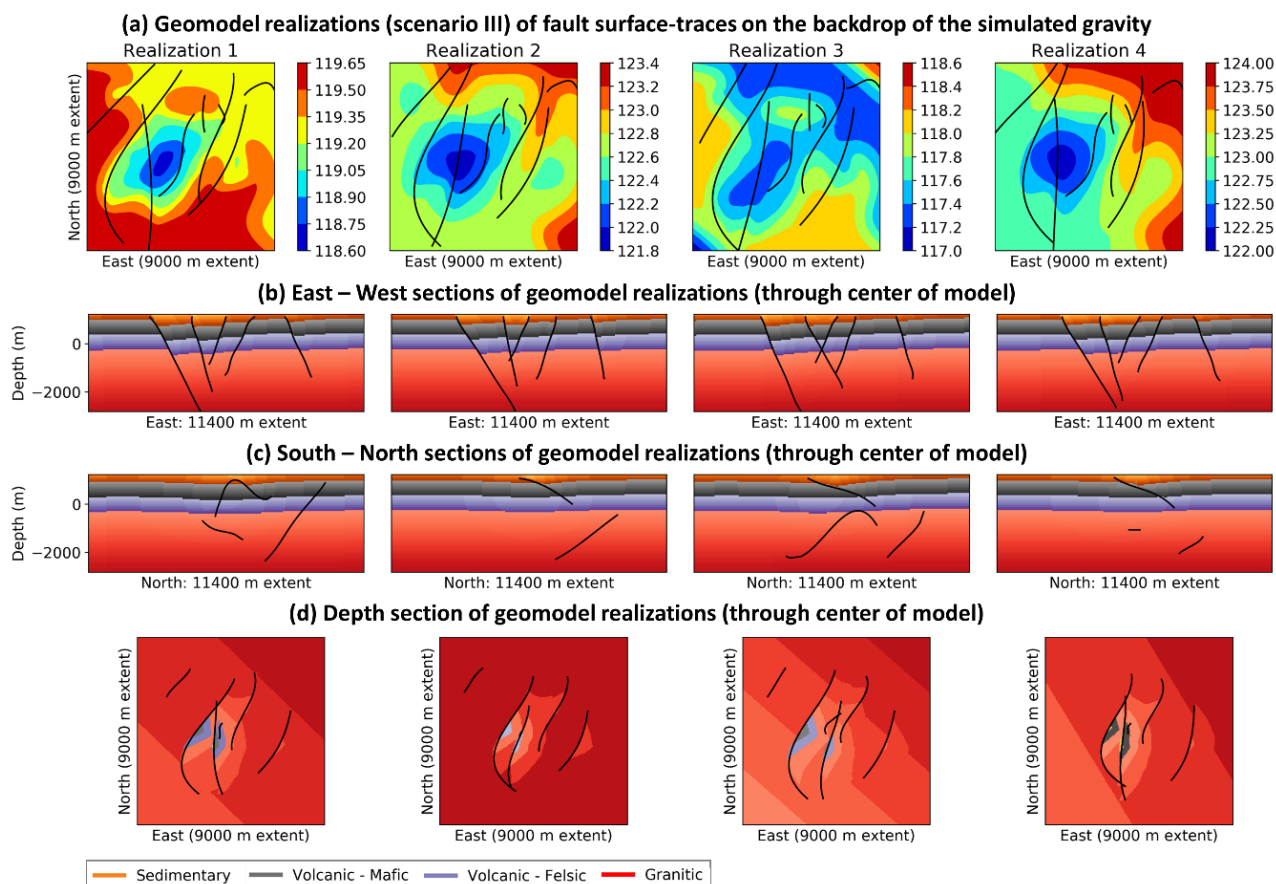 (a) Geomodel realizations (scenario III) of fault surface-traces on the backdrop of the simulated gravity
Realization 1
Realization 2
Realization 3
Realization 4
North (9000 m extent)
119.65
119.50
119.35
119.20
119.05
118.90
118.75
118.60
123.4
123.2
123.0
122.8
122.6
122.4
122.2
122.0
121.8
118.6
118.4
118.2
118.0
117.8
117.6
117.4
117.2
117.0
124.00
123.75
123.50
123.25
123.00
122.75
122.50
122.25
122.00
East (9000 m extent)
East (9000 m extent)
East (9000 m extent)
East (9000 m extent)
(b) East – West sections of geomodel realizations (through center of model)
Depth (m)
0
−2000
East: 11400 m extent
East: 11400 m extent
East: 11400 m extent
East: 11400 m extent
(c) South – North sections of geomodel realizations (through center of model)
Depth (m)
0
−2000
North: 11400 m extent
North: 11400 m extent
North: 11400 m extent
North: 11400 m extent
(d) Depth section of geomodel realizations (through center of model)
North (9000 m extent)
North (9000 m extent)
North (9000 m extent)
North (9000 m extent)
East (9000 m extent)
East (9000 m extent)
East (9000 m extent)
East (9000 m extent)
Sedimentary
Volcanic - Mafic
Volcanic - Felsic
Granitic